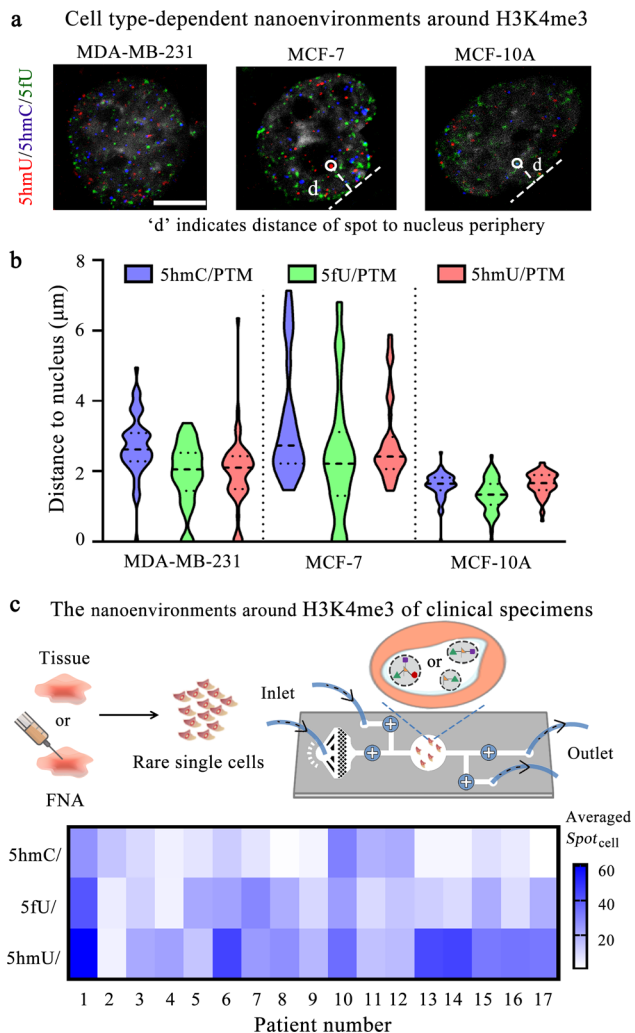 a Cell type-dependent nanoenvironments around H3K4me3
MDA-MB-231 MCF-7 MCF-10A
5hmU/5hmC/5fU
d
d
‘d’ indicates distance of spot to nucleus periphery
b
5hmC/PTM 5fU/PTM 5hmU/PTM
Distance to nucleus (μm)
8
6
4
2
0
MDA-MB-231 MCF-7 MCF-10A
c The nanoenvironments around H3K4me3 of clinical specimens
Tissue
or
FNA
Rare single cells
Inlet
or
Outlet
Averaged
Spotcell
60
40
20
5hmC/
5fU/
5hmU/
1 2 3 4 5 6 7 8 9 10 11 12 13 14 15 16 17
Patient number